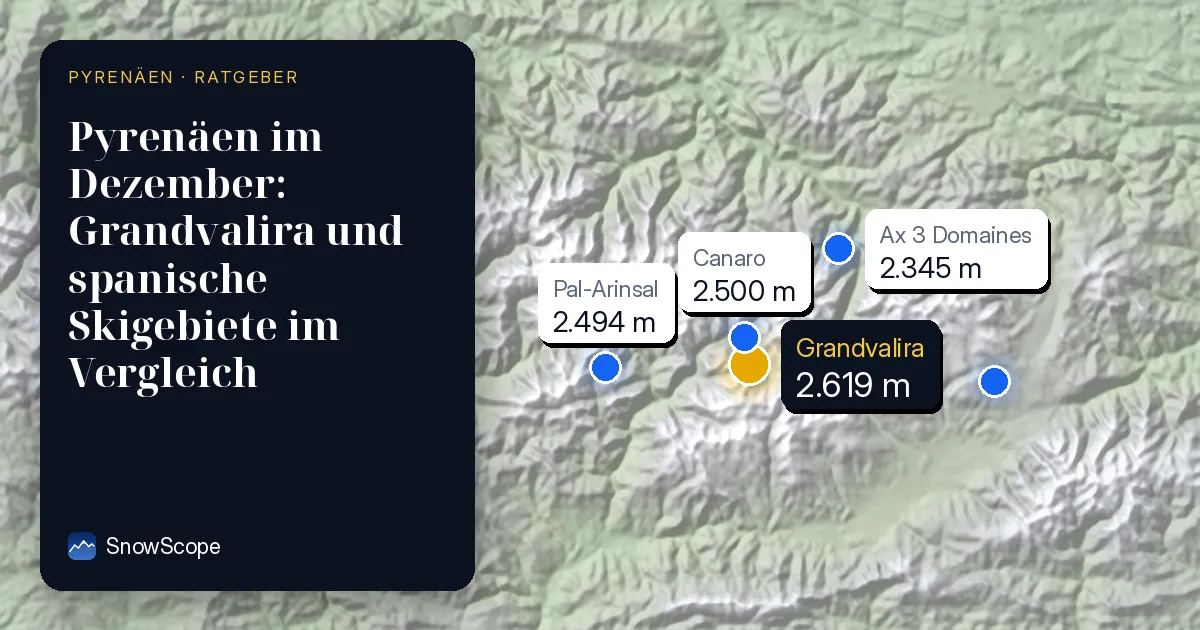 PYRENÄEN · RATGEBER
Pyrenäen im
Dezember:
Grandvalira und
spanische
Skigebiete im
Vergleich
SnowScope
Pal-Arinsal
2.494 m
Canaro
2.500 m
Ax 3 Domaines
2.345 m
Grandvalira
2.619 m